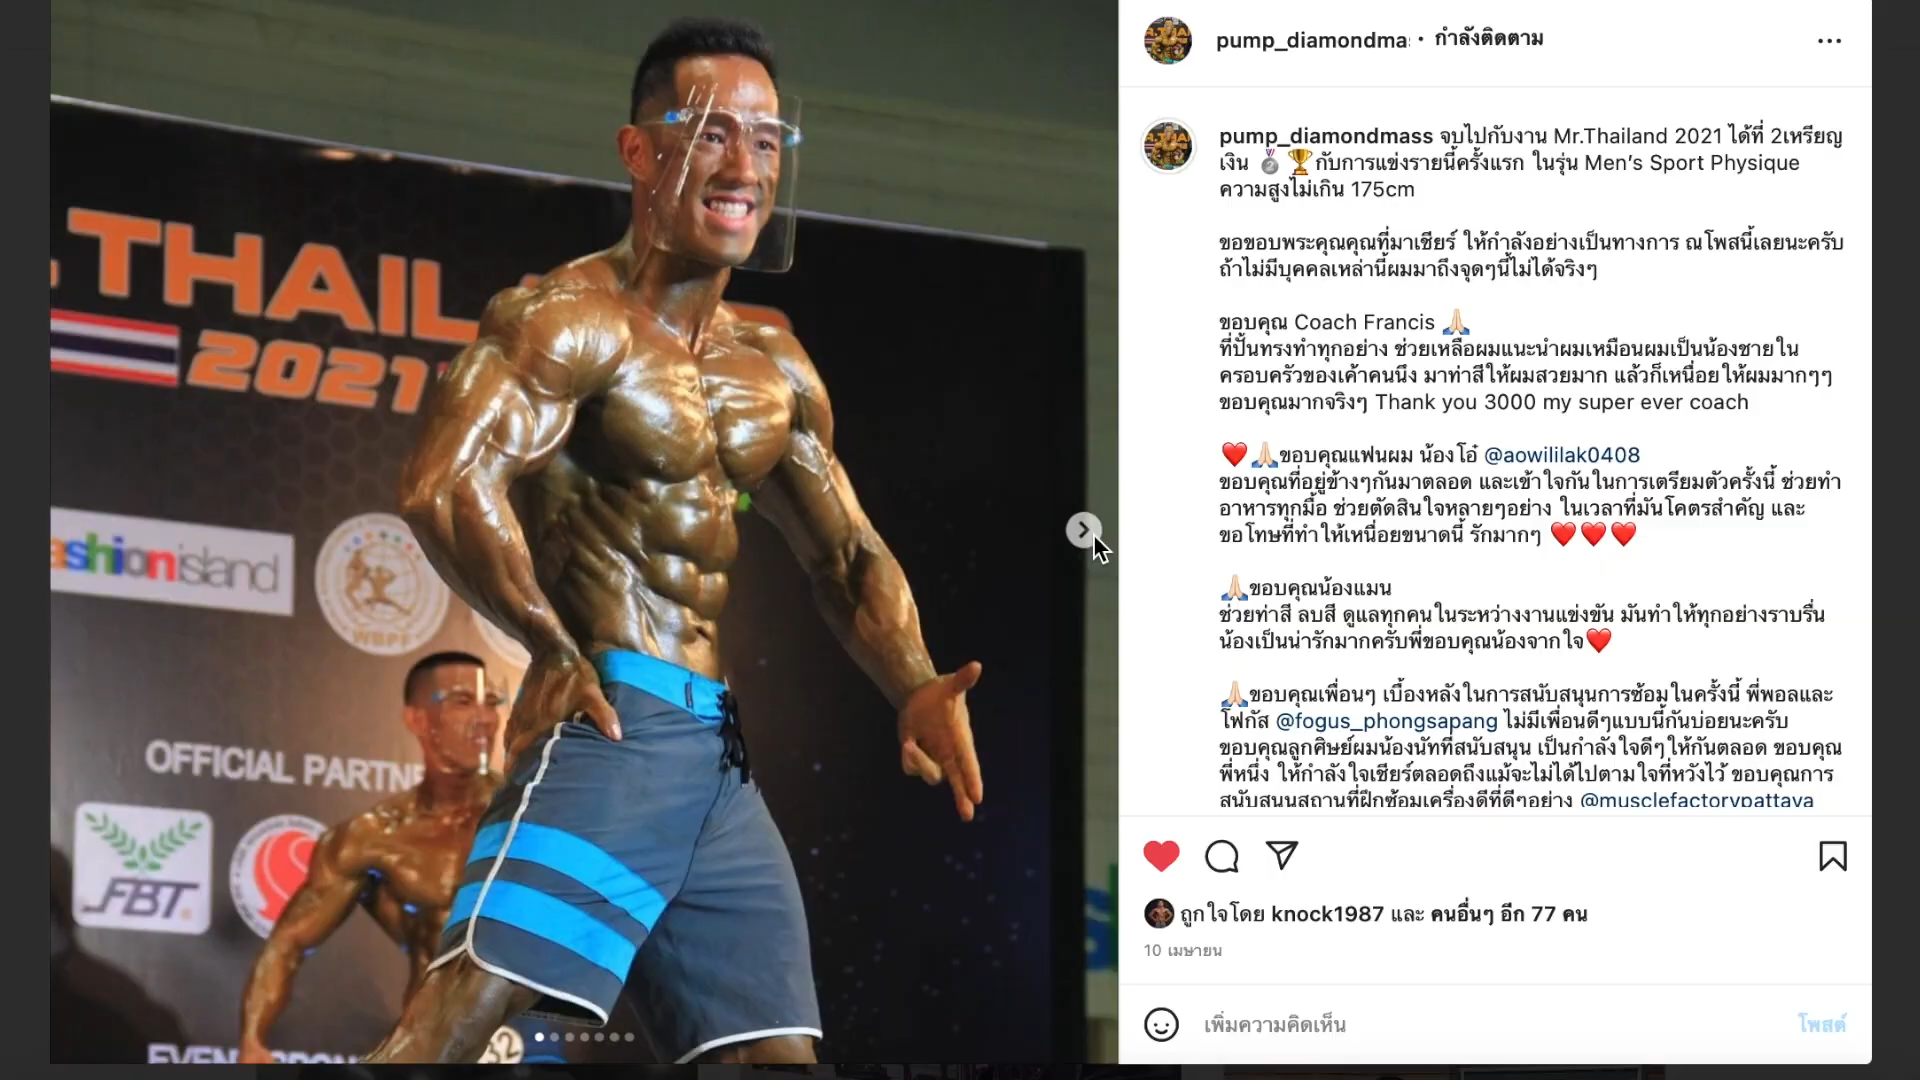 THAIL
2021
fashionisland
WBPF
OFFICIAL PARTNE
FBT
32
pump_diamondma
• กำลังติดตาม
pump_diamondmass จบไปกับงาน Mr.Thailand 2021 ได้ที่ 2เหรียญ
เงิน 🥈🏆กับการแข่งรายนี้ครั้งแรก ในรุ่น Men's Sport Physique
ความสูงไม่เกิน 175cm
ขอขอบพระคุณคุณที่มาเชียร์ ให้กำลังอย่างเป็นทางการ ณโพสนี้เลยนะครับ
ถ้าไม่มีบุคคลเหล่านี้ผมมาถึงจุดๆนี้ไม่ได้จริงๆ
ขอบคุณ Coach Francis 🙏🏻
ที่ปั้นทรงทำทุกอย่าง ช่วยเหลือผมแนะนำผมเหมือนผมเป็นน้องชายใน
ครอบครัวของเค้าคนนึง มาท่าสีให้ผมสวยมาก แล้วก็เหนื่อยให้ผมมากๆๆ
ขอบคุณมากจริงๆ Thank you 3000 my super ever coach
❤️🙏🏻ขอบคุณแฟนผม น้องโอ๋ @aowililak0408
ขอบคุณที่อยู่ข้างๆกันมาตลอด และเข้าใจกันในการเตรียมตัวครั้งนี้ ช่วยทำ
อาหารทุกมื้อ ช่วยตัดสินใจหลายๆอย่าง ในเวลาที่มันโคตรสำคัญ และ
ขอโทษที่ทำให้เหนื่อยขนาดนี้ รักมากๆ ❤️❤️❤️
🙏🏻ขอบคุณน้องแมน
ช่วยท่าสี ลบสี ดูแลทุกคนในระหว่างงานแข่งขัน มันทำให้ทุกอย่างราบรื่น
น้องเป็นน่ารักมากครับพี่ขอบคุณน้องจากใจ❤️
🙏🏻ขอบคุณเพื่อนๆ เบื้องหลังในการสนับสนุนการซ้อมในครั้งนี้ พี่พอลและ
โฟกัส @fogus_phongsapang ไม่มีเพื่อนดีๆแบบนี้กันบ่อยนะครับ
ขอบคุณลูกศิษย์ผมน้องนัทที่สนับสนุน เป็นกำลังใจดีๆให้กันตลอด ขอบคุณ
พี่หนึ่ง ให้กำลังใจเชียร์ตลอดถึงแม้จะไม่ได้ไปตามใจที่หวังไว้ ขอบคุณการ
สนับสนุนสถานที่ฝึกซ้อมเครื่องดีที่ดีๆอย่าง @musclefactorypattaya
ถูกใจโดย knock1987 และ คนอื่นๆ อีก 77 คน
10 เมษายน
เพิ่มความคิดเห็น
โพสต์